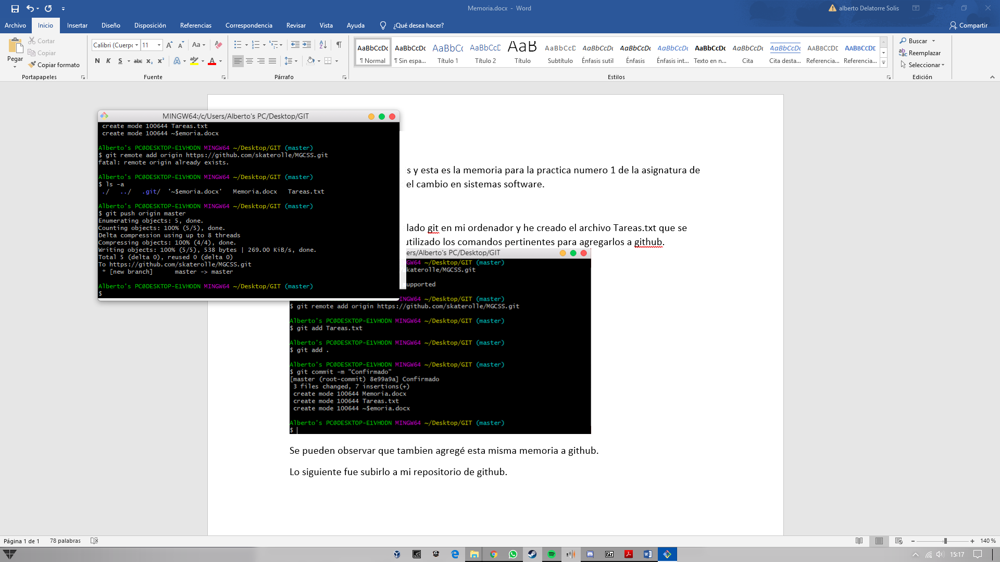 Memoria.docx - Word
alberto Delatorre Solis
Archivo Inicio Insertar Diseño Disposición Referencias Correspondencia Revisar Vista Ayuda ¿Qué desea hacer? Compartir
Pegar
Cortar
Copiar
Copiar formato
Portapapeles
Calibri (Cuerpo 11
N K S abc x₂ x² A
Fuente
Párrafo
AaBbCcDc AaBbCcDc AaBbCc AaBbCcD AaB AaBbCcD AaBbCcDc AaBbCcDc AaBbCcDc AaBbCcDc AaBbCcDc AaBbCcDc AABBCCDE AABBCCDE
¶ Normal ¶ Sin espa... Título 1 Título 2 Título Subtítulo Énfasis sutil Énfasis Énfasis int... Texto en n... Cita Cita desta... Referencia... Referencia...
Estilos
Buscar
Reemplazar
Seleccionar
Edición
MINGW64:/c/Users/Alberto's PC/Desktop/GIT
create mode 100644 Tareas.txt
create mode 100644 ~$emoria.docx
Alberto's PC@DESKTOP-E1VHODN MINGW64 ~/Desktop/GIT (master)
$ git remote add origin https://github.com/skaterolle/MGCSS.git
fatal: remote origin already exists.
Alberto's PC@DESKTOP-E1VHODN MINGW64 ~/Desktop/GIT (master)
$ ls -a
./ ../ .git/ '~$emoria.docx' Memoria.docx Tareas.txt
Alberto's PC@DESKTOP-E1VHODN MINGW64 ~/Desktop/GIT (master)
$ git push origin master
Enumerating objects: 5, done.
Counting objects: 100% (5/5), done.
Delta compression using up to 8 threads
Compressing objects: 100% (4/4), done.
Writing objects: 100% (5/5), 538 bytes | 269.00 KiB/s, done.
Total 5 (delta 0), reused 0 (delta 0)
To https://github.com/skaterolle/MGCSS.git
* [new branch] master -> master
Alberto's PC@DESKTOP-E1VHODN MINGW64 ~/Desktop/GIT (master)
$
s y esta es la memoria para la practica numero 1 de la asignatura de
el cambio en sistemas software.
lado git en mi ordenador y he creado el archivo Tareas.txt que se
utilizado los comandos pertinentes para agregarlos a github.
ers/Alberto's PC/Desktop/GIT
GW64 ~/Desktop/GIT (master)
skaterolle/MGCSS.git
upported
INGW64 ~/Desktop/GIT (master)
$ git remote add origin https://github.com/skaterolle/MGCSS.git
Alberto's PC@DESKTOP-E1VHODN MINGW64 ~/Desktop/GIT (master)
$ git add Tareas.txt
Alberto's PC@DESKTOP-E1VHODN MINGW64 ~/Desktop/GIT (master)
$ git add .
Alberto's PC@DESKTOP-E1VHODN MINGW64 ~/Desktop/GIT (master)
$ git commit -m "Confirmado"
[master (root-commit) 8e99a9a] Confirmado
3 files changed, 7 insertions(+)
create mode 100644 Memoria.docx
create mode 100644 Tareas.txt
create mode 100644 ~$emoria.docx
Alberto's PC@DESKTOP-E1VHODN MINGW64 ~/Desktop/GIT (master)
$
Se pueden observar que tambien agregé esta misma memoria a github.
Lo siguiente fue subirlo a mi repositorio de github.
Página 1 de 1 78 palabras 140 %
15:17